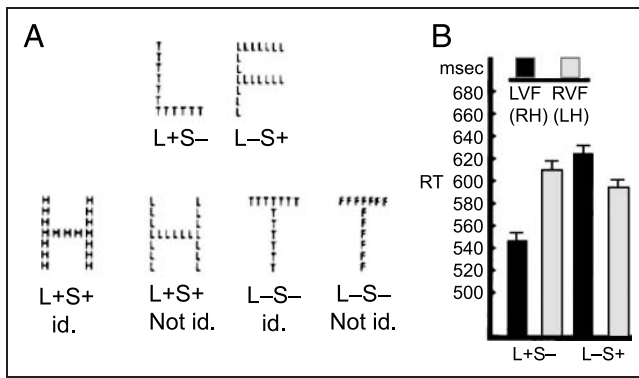 A
L+S−
L−S+
L+S+
id.
L+S+
Not id.
L−S−
id.
L−S−
Not id.
B
msec
LVF
(RH)
RVF
(LH)
680
660
640
620
RT
600
580
560
540
520
500
L+S−
L−S+